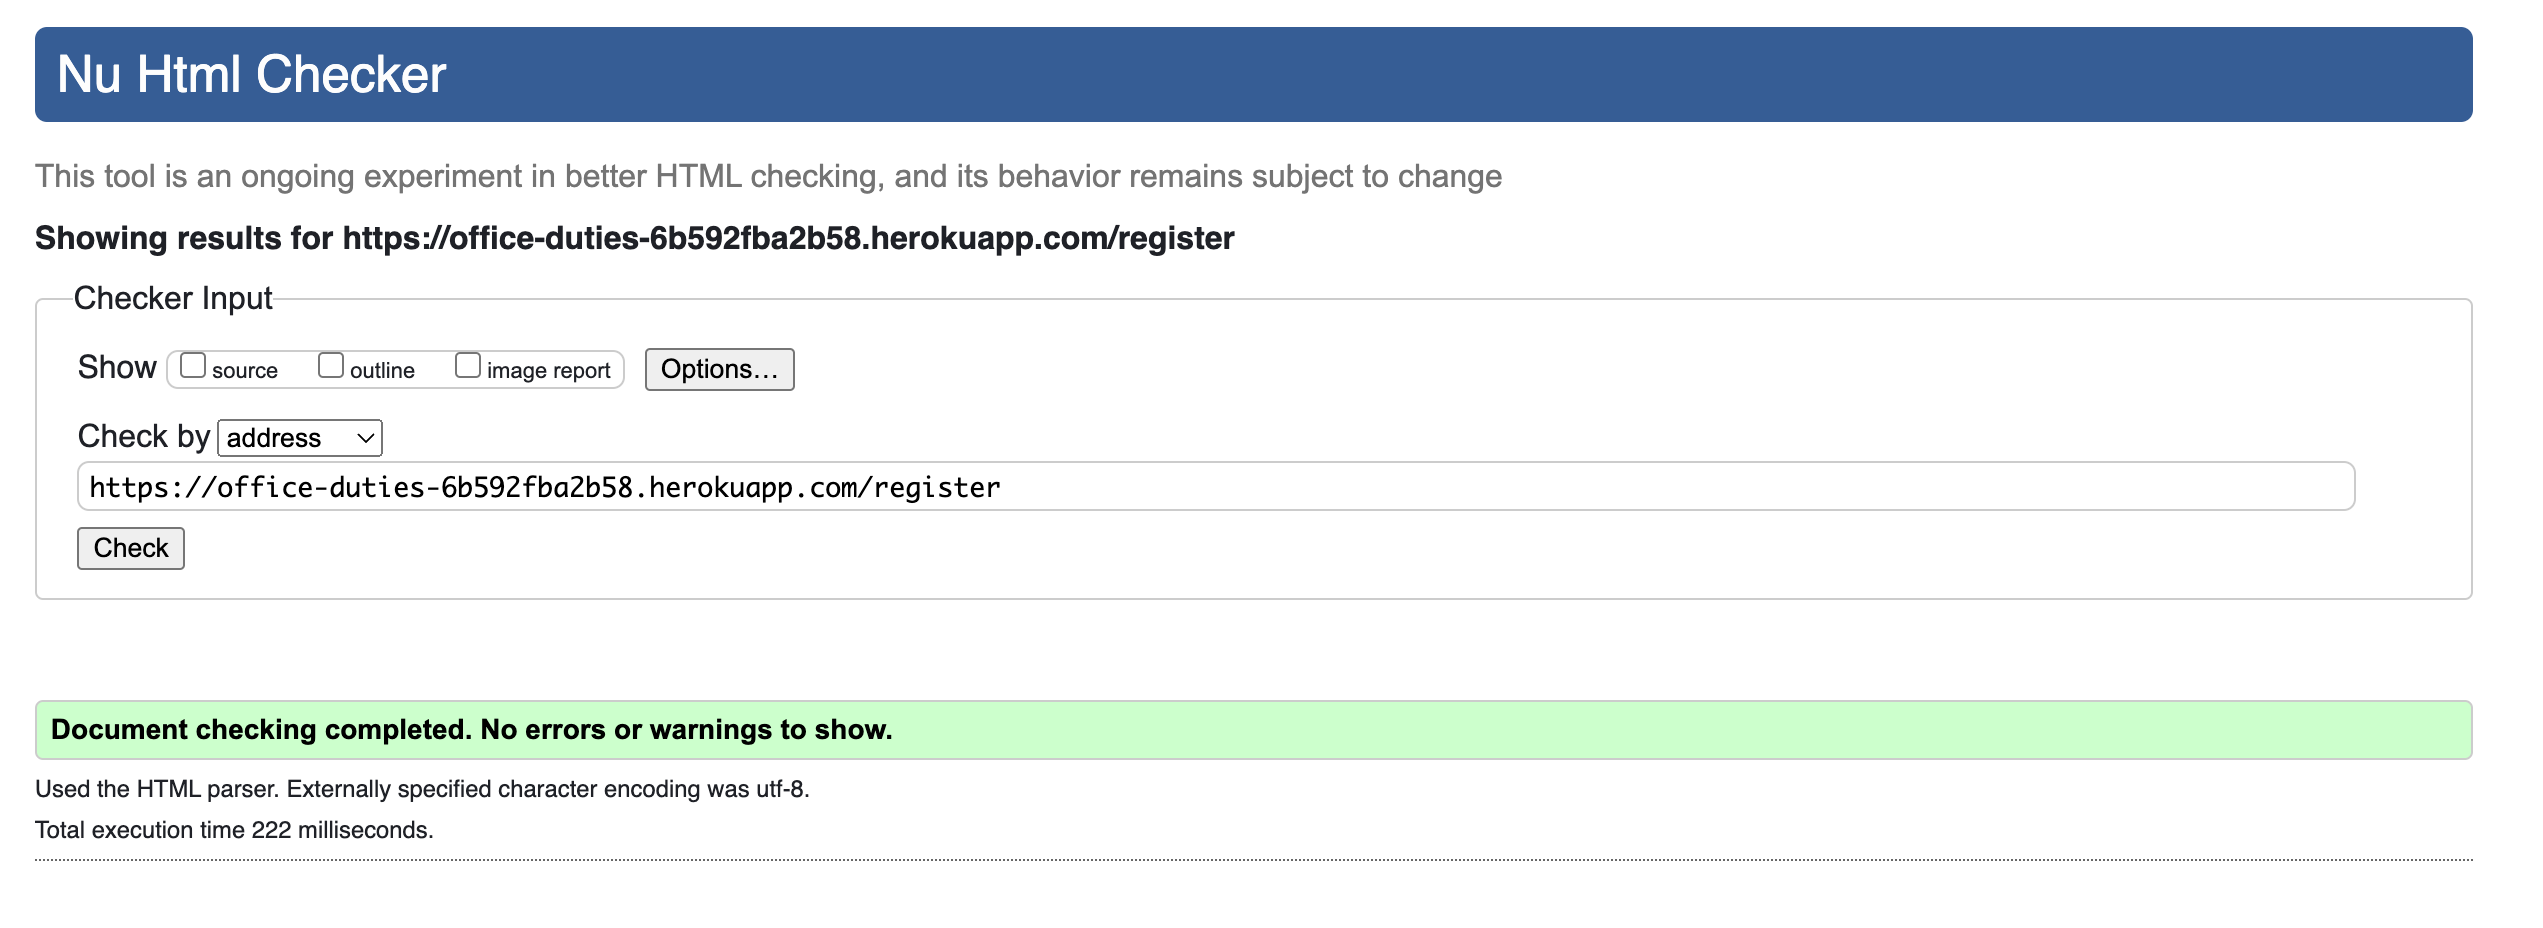 Nu Html Checker
This tool is an ongoing experiment in better HTML checking, and its behavior remains subject to change
Showing results for https://office-duties-6b592fba2b58.herokuapp.com/register
Checker Input
Show source outline image report Options…
Check by address
https://office-duties-6b592fba2b58.herokuapp.com/register
Check
Document checking completed. No errors or warnings to show.
Used the HTML parser. Externally specified character encoding was utf-8.
Total execution time 222 milliseconds.